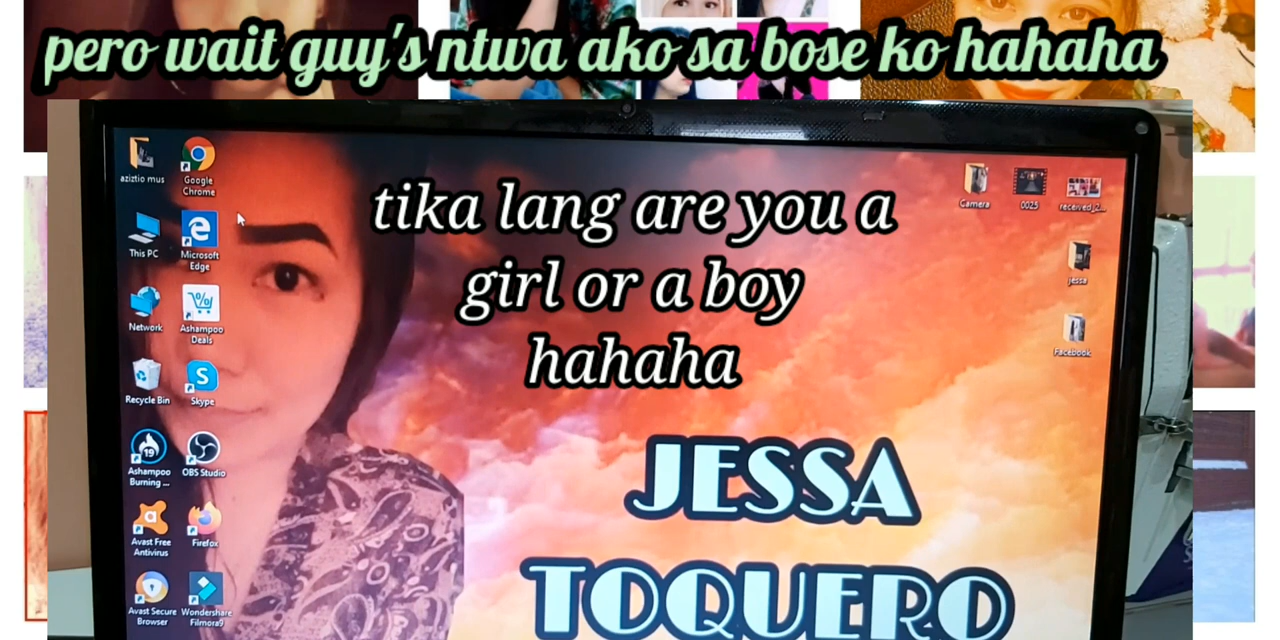 pero wait guy's ntwa ako sa bose ko hahaha
tika lang are you a
girl or a boy
hahaha
JESSA
TOQUERO
aziztio mus
Google
Chrome
This PC
Microsoft
Edge
Network
Ashampoo
Deals
Recycle Bin
Skype
Ashampoo
Burning ...
OBS Studio
Avast Free
Antivirus
Firefox
Avast Secure
Browser
Wondershare
Filmora9
Camera
0025
received_2...
jessa
Facebook
19